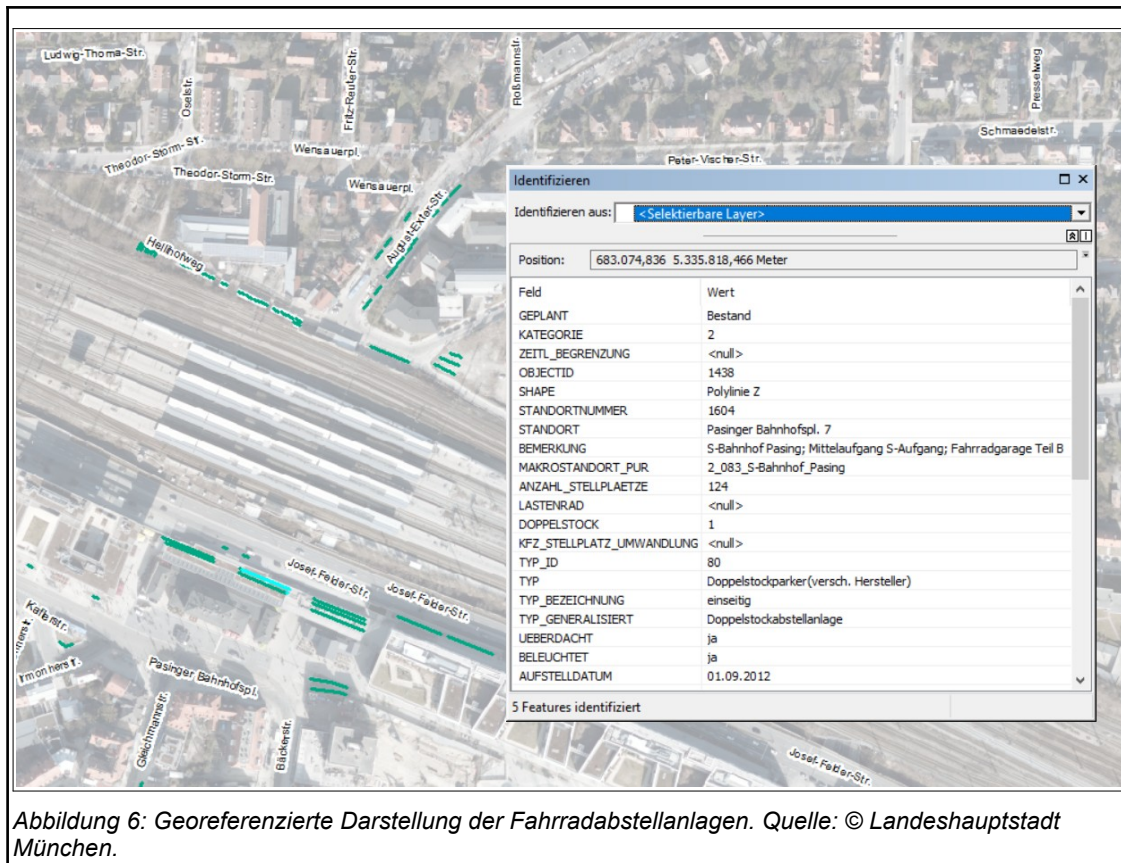 Ludwig-Thoma-Str.
Oselstr.
Fritz-Reuter-Str.
Floßmannstr.
Presselweg
Schmaedelstr.
Theodor-Storm-St.
Wensauerpl.
Peter-Vischer-Str.
Theodor-Storm-Str.
Wensauerpl.
August-Exter-Str.
Hellihofweg
Identifizieren
Identifizieren aus: <Selektierbare Layer>
Position: 683.074,836 5.335.818,466 Meter
Feld Wert
GEPLANT Bestand
KATEGORIE 2
ZEITL_BEGRENZUNG <null>
OBJECTID 1438
SHAPE Polylinie Z
STANDORTNUMMER 1604
STANDORT Pasinger Bahnhofspl. 7
BEMERKUNG S-Bahnhof Pasing; Mittelaufgang S-Aufgang; Fahrradgarage Teil B
MAKROSTANDORT_PUR 2_083_S-Bahnhof_Pasing
ANZAHL_STELLPLAETZE 124
LASTENRAD <null>
DOPPELSTOCK 1
KFZ_STELLPLATZ_UMWANDLUNG <null>
TYP_ID 80
TYP Doppelstockparker(versch. Hersteller)
TYP_BEZEICHNUNG einseitig
TYP_GENERALISIERT Doppelstockabstellanlage
UEBERDACHT ja
BELEUCHTET ja
AUFSTELLDATUM 01.09.2012
5 Features identifiziert
Josef-Felder-Str.
Josef-Felder-Str.
Kaflerstr.
Irmonherstr.
Pasinger Bahnhofspl.
Gleichmannstr.
Bäckerstr.
Josef-Felder-Str.
Abbildung 6: Georeferenzierte Darstellung der Fahrradabstellanlagen. Quelle: © Landeshauptstadt
München.